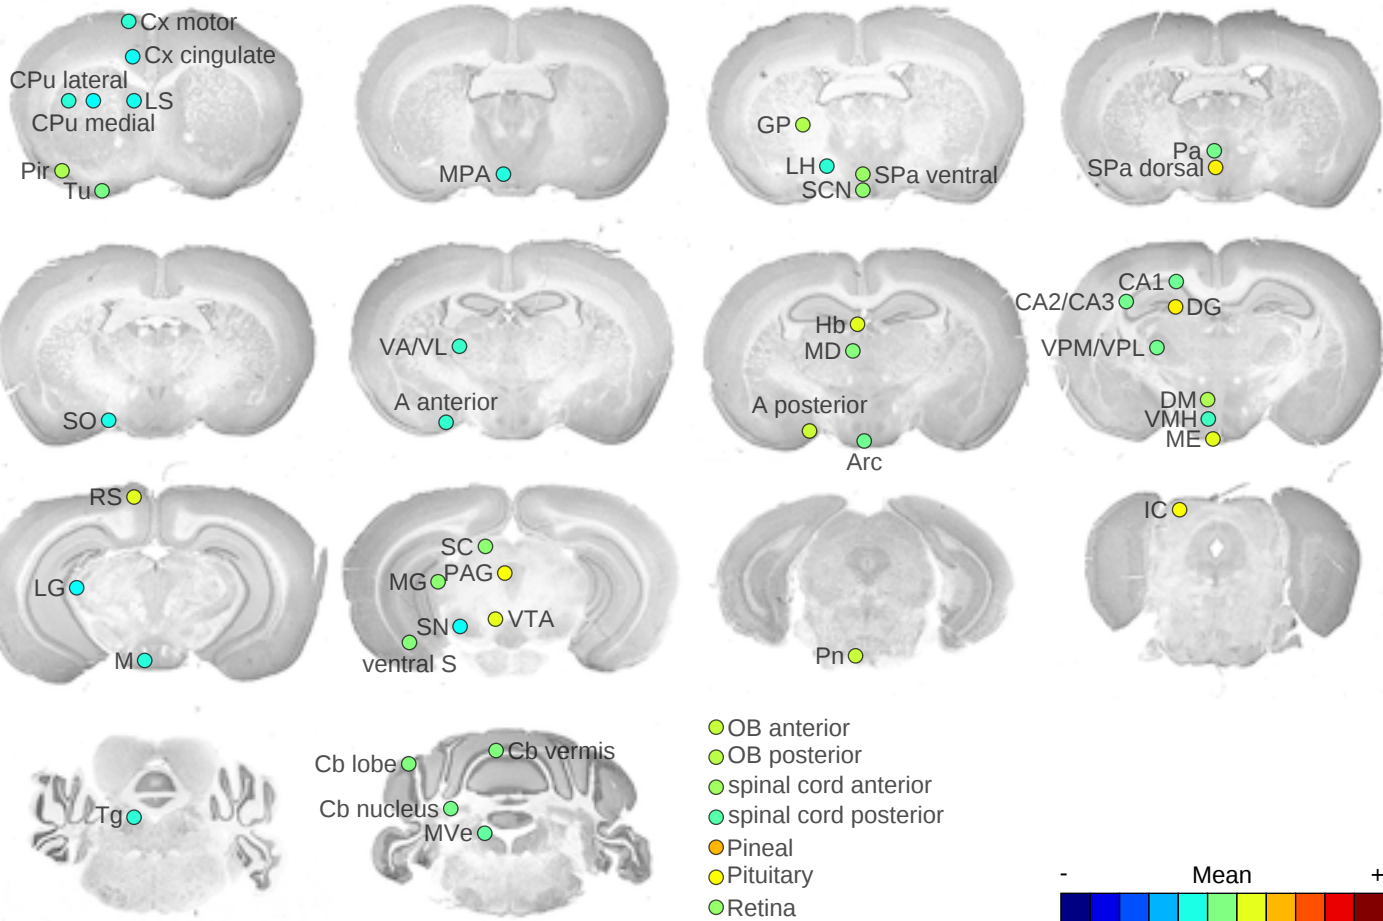 Cx motor
Cx cingulate
CPu lateral
LS
CPu medial
Pir
Tu
MPA
GP
LH
SPa ventral
SCN
Pa
SPa dorsal
SO
VA/VL
A anterior
Hb
MD
A posterior
Arc
CA1
CA2/CA3
DG
VPM/VPL
DM
VMH
ME
RS
LG
M
SC
MG
PAG
SN
VTA
ventral S
Pn
IC
Tg
Cb lobe
Cb vermis
Cb nucleus
MVe
OB anterior
OB posterior
spinal cord anterior
spinal cord posterior
Pineal
Pituitary
Retina
- Mean +